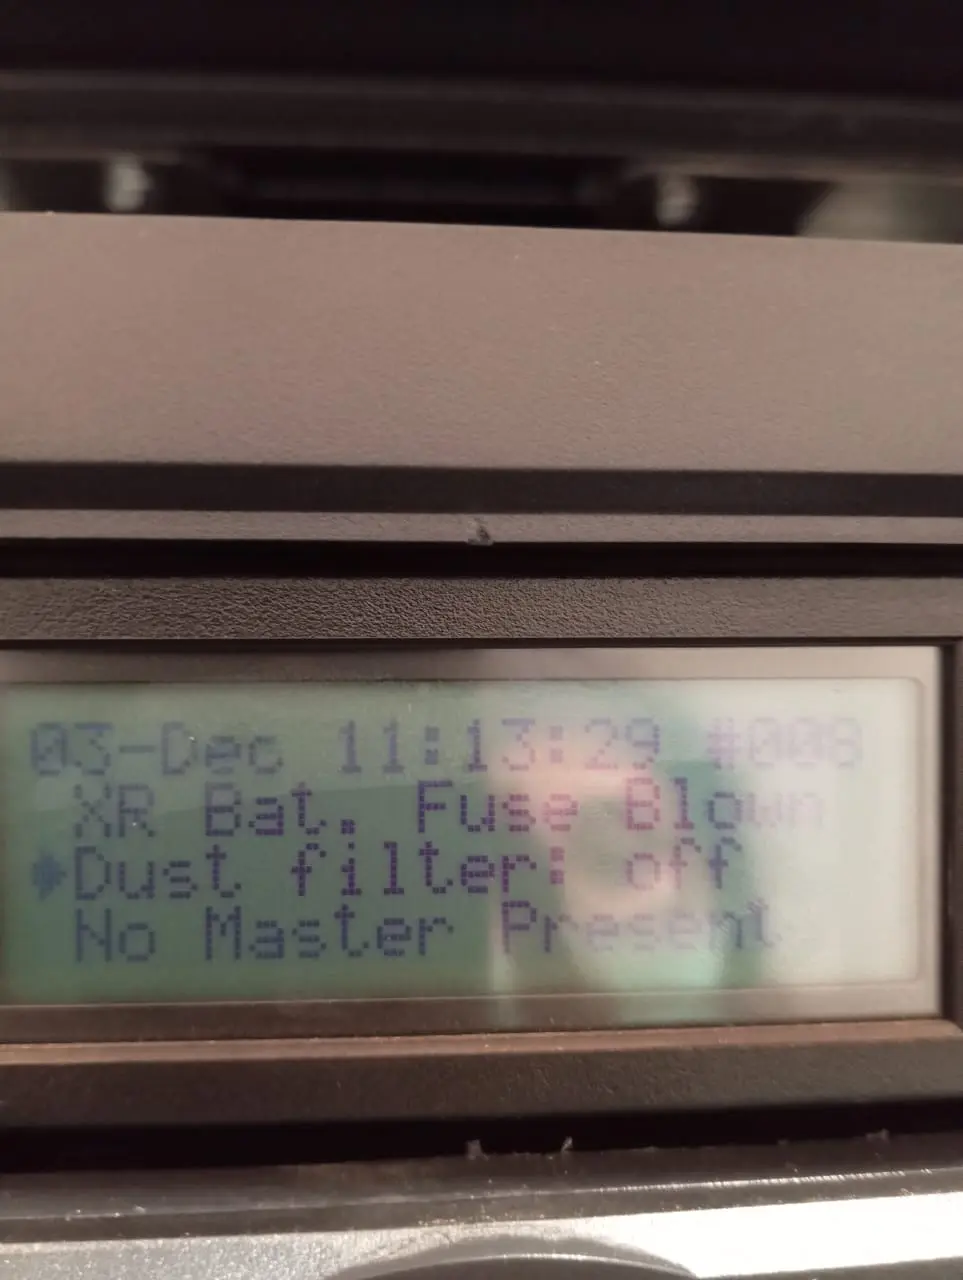 03-Dec 11:13:29 #008
XR Bat. Fuse Blown
Dust filter: off
No Master Present